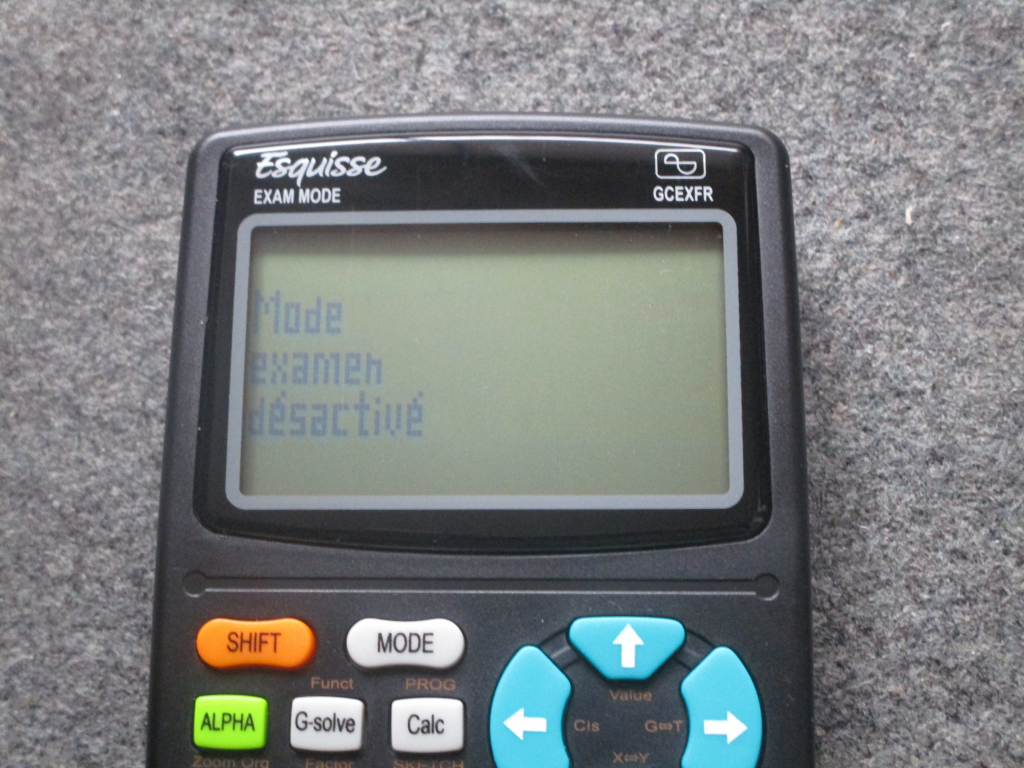 Esquisse
EXAM MODE
GCEXFR
Mode
examen
désactivé
SHIFT
MODE
Funct
PROG
Value
ALPHA
G-solve
Calc
Cls
G⇔T
X⇔Y
Zoom Org
Factor
SKETCH